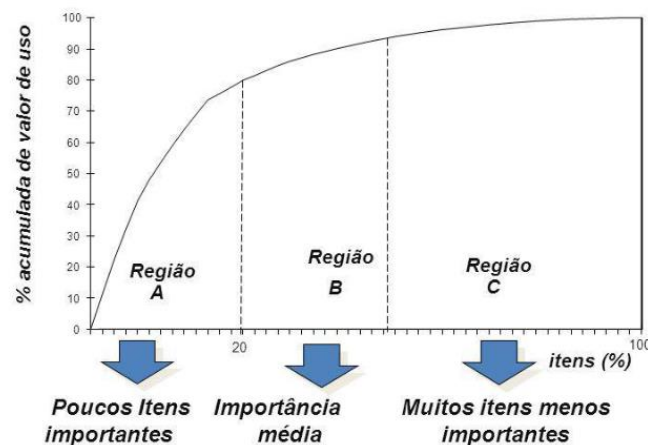 % acumulada de valor de uso
100
90
80
70
60
50
40
30
20
10
0
Região
A
Região
B
Região
C
20
100
itens (%)
Poucos Itens
importantes
Importância
média
Muitos itens menos
importantes